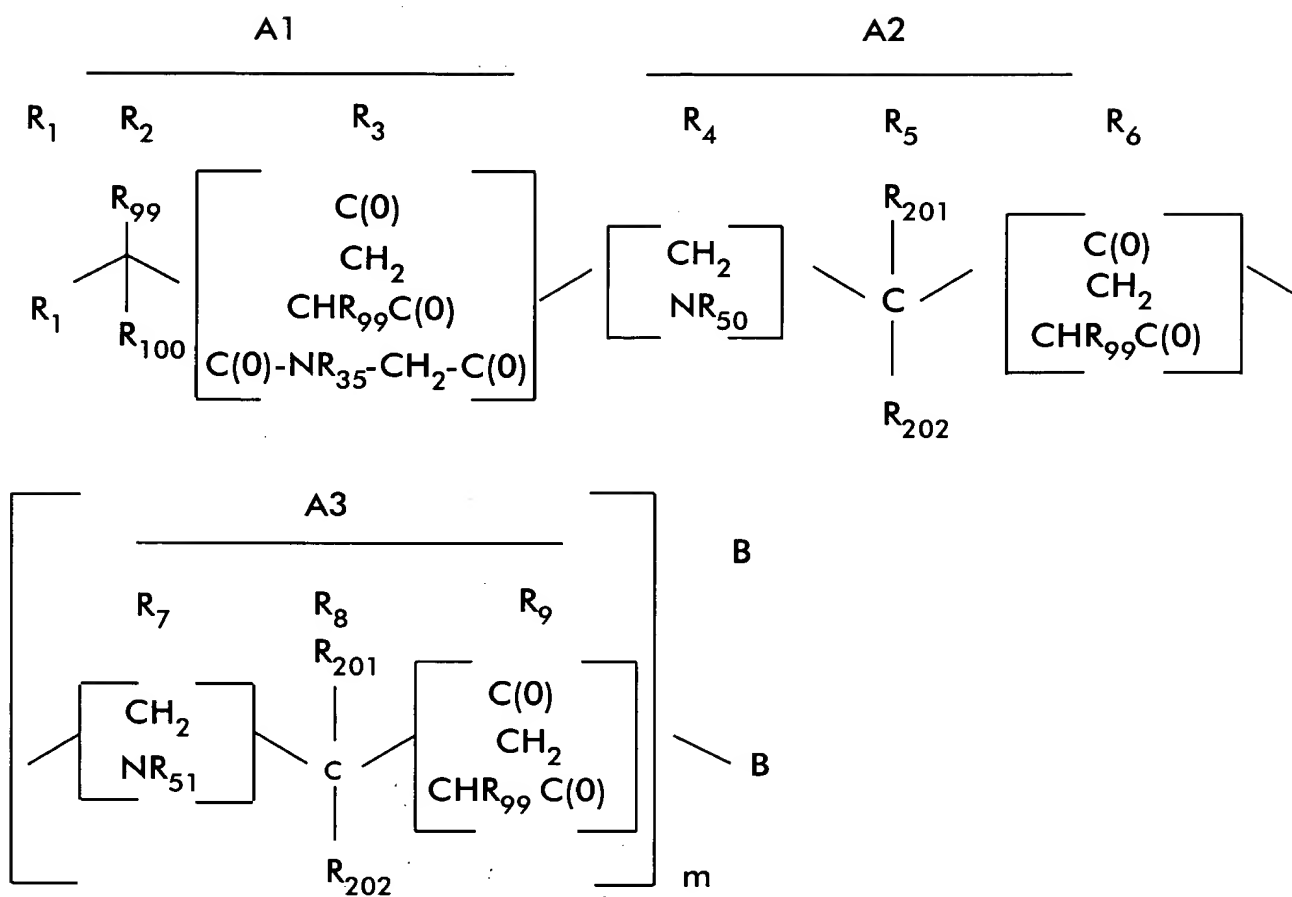 A1 A2
R1 R2 R3 R4 R5 R6
R99 C(0) R201 C(0)
CH2 CH2 CH2
R1 CHR99C(0) NR50 C CHR99C(0)
R100 C(0)-NR35-CH2-C(0) R202
A3 B
R7 R8 R9
R201 C(0)
CH2 CH2
NR51 C CHR99 C(0) B
R202 m